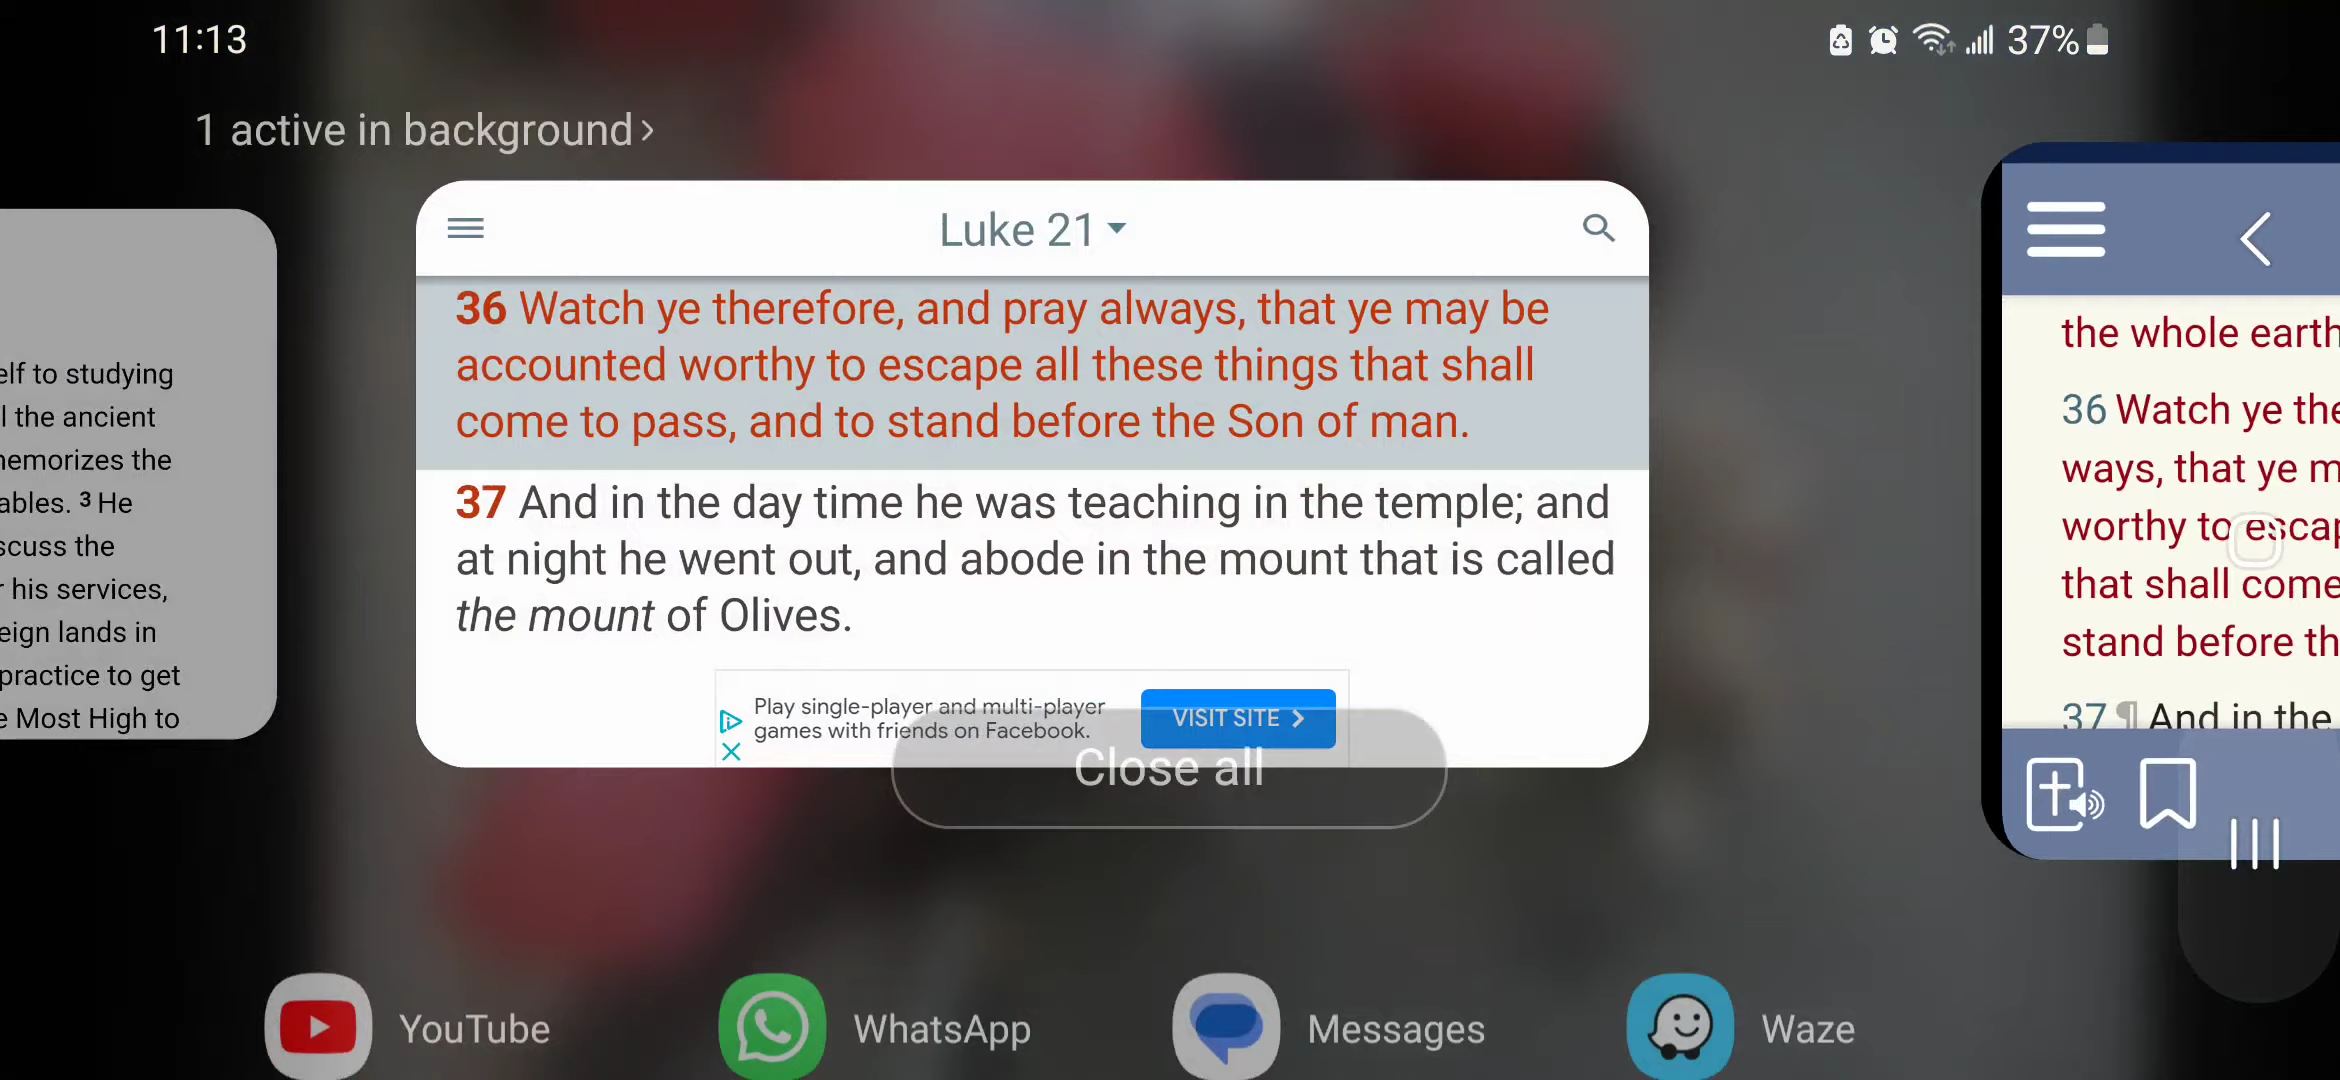 11:13
37%
1 active in background >
elf to studying
l the ancient
emorizes the
ables. 3 He
scuss the
r his services,
eign lands in
practice to get
e Most High to
Luke 21
36 Watch ye therefore, and pray always, that ye may be
accounted worthy to escape all these things that shall
come to pass, and to stand before the Son of man.
37 And in the day time he was teaching in the temple; and
at night he went out, and abode in the mount that is called
the mount of Olives.
Play single-player and multi-player
games with friends on Facebook.
VISIT SITE >
Close all
the whole earth
36 Watch ye the
ways, that ye m
worthy to escap
that shall come
stand before th
37 ¶ And in the
YouTube
WhatsApp
Messages
Waze